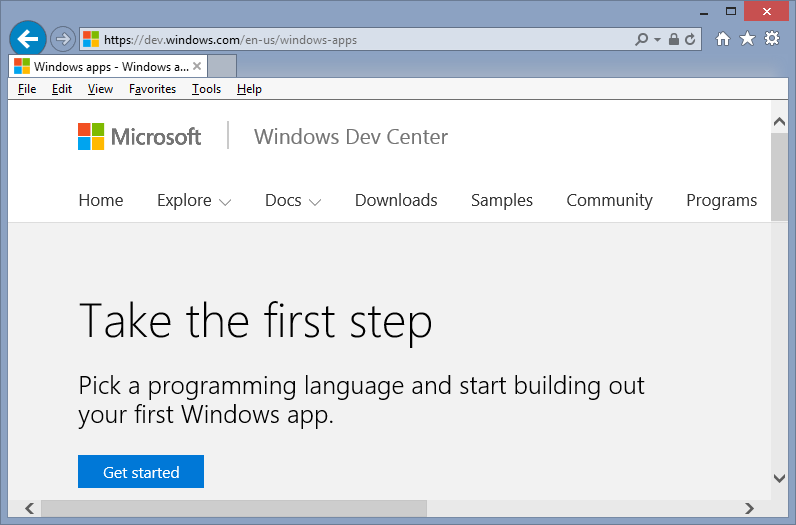 https://dev.windows.com/en-us/windows-apps
Windows apps - Windows a...
File Edit View Favorites Tools Help
Microsoft Windows Dev Center
Home Explore Docs Downloads Samples Community Programs
Take the first step
Pick a programming language and start building out
your first Windows app.
Get started